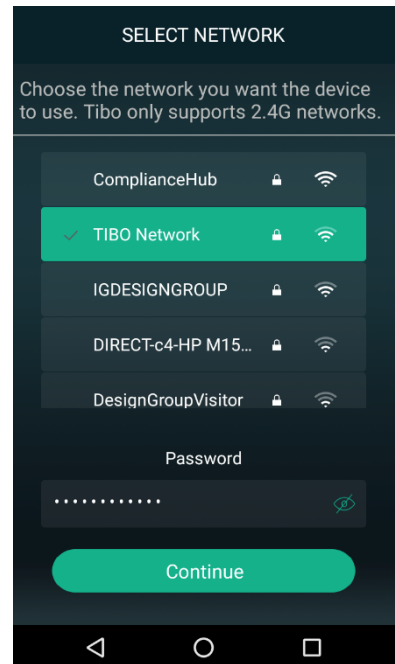 SELECT NETWORK
Choose the network you want the device
to use. Tibo only supports 2.4G networks.
ComplianceHub
TIBO Network
IGDESIGNGROUP
DIRECT-c4-HP M15...
DesignGroupVisitor
Password
••••••••••••
Continue